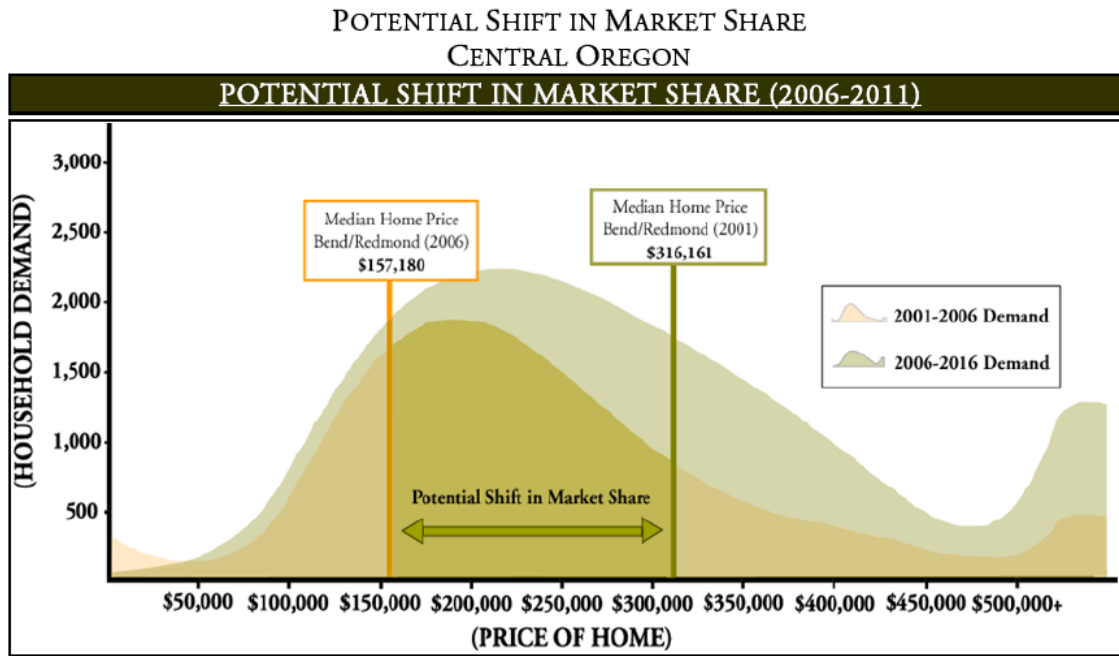 POTENTIAL SHIFT IN MARKET SHARE
CENTRAL OREGON
POTENTIAL SHIFT IN MARKET SHARE (2006-2011)
(HOUSEHOLD DEMAND)
3,000
2,500
2,000
1,500
1,000
500
Median Home Price
Bend/Redmond (2006)
$157,180
Median Home Price
Bend/Redmond (2001)
$316,161
2001-2006 Demand
2006-2016 Demand
Potential Shift in Market Share
$50,000 $100,000 $150,000 $200,000 $250,000 $300,000 $350,000 $400,000 $450,000 $500,000+
(PRICE OF HOME)